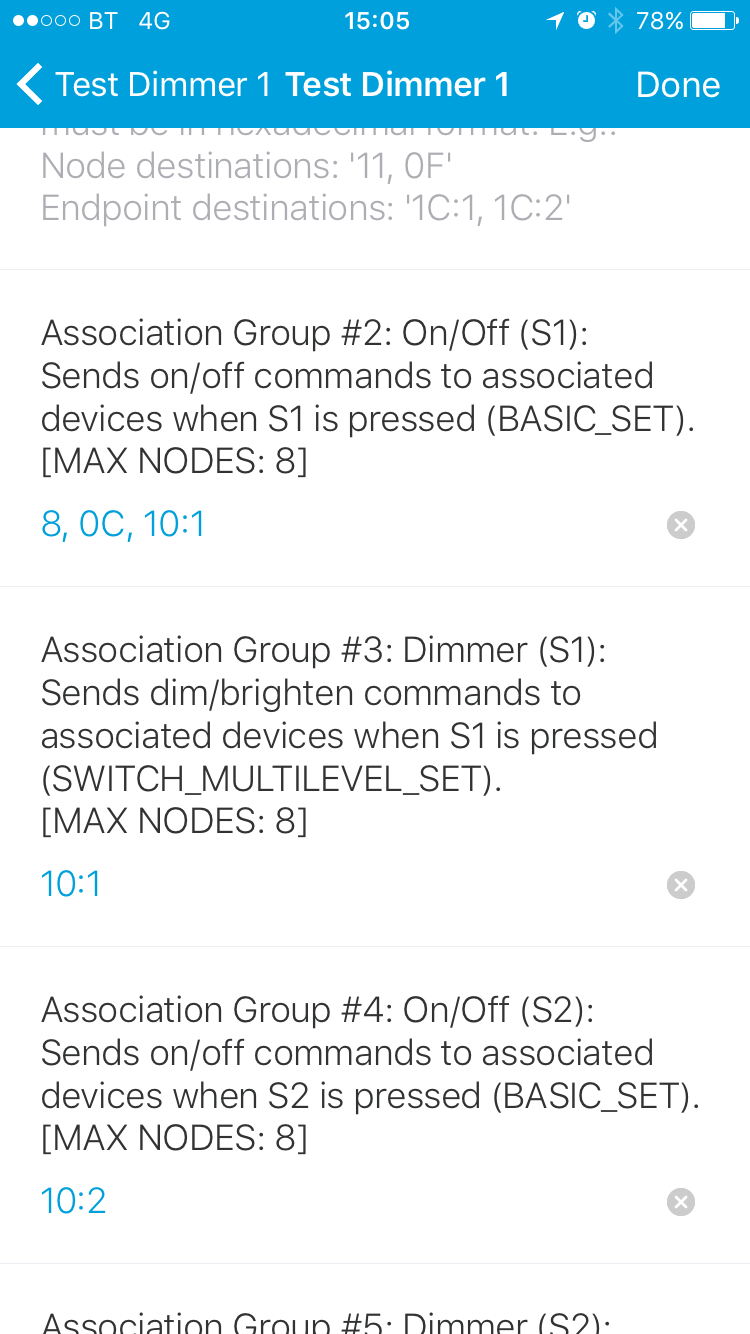 BT 4G 15:05 78%
Test Dimmer 1 Test Dimmer 1 Done
must be in hexadecimal format. E.g.:
Node destinations: '11, 0F'
Endpoint destinations: '1C:1, 1C:2'
Association Group #2: On/Off (S1):
Sends on/off commands to associated
devices when S1 is pressed (BASIC_SET).
[MAX NODES: 8]
8, 0C, 10:1
Association Group #3: Dimmer (S1):
Sends dim/brighten commands to
associated devices when S1 is pressed
(SWITCH_MULTILEVEL_SET).
[MAX NODES: 8]
10:1
Association Group #4: On/Off (S2):
Sends on/off commands to associated
devices when S2 is pressed (BASIC_SET).
[MAX NODES: 8]
10:2
Association Group #5: Dimmer (S2):